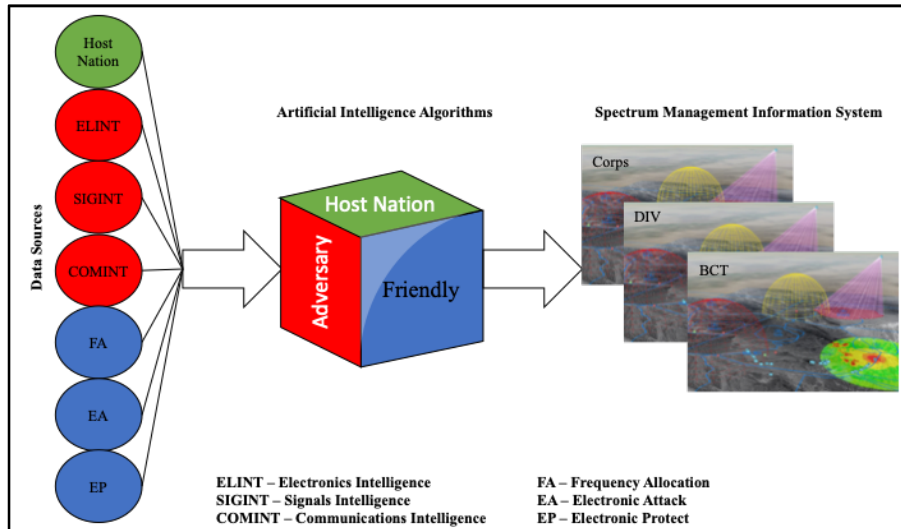 Host
Nation
ELINT
SIGINT
COMINT
FA
EA
EP
Data Sources
Artificial Intelligence Algorithms
Host Nation
Adversary
Friendly
Spectrum Management Information System
Corps
DIV
BCT
ELINT – Electronics Intelligence
SIGINT – Signals Intelligence
COMINT – Communications Intelligence
FA – Frequency Allocation
EA – Electronic Attack
EP – Electronic Protect